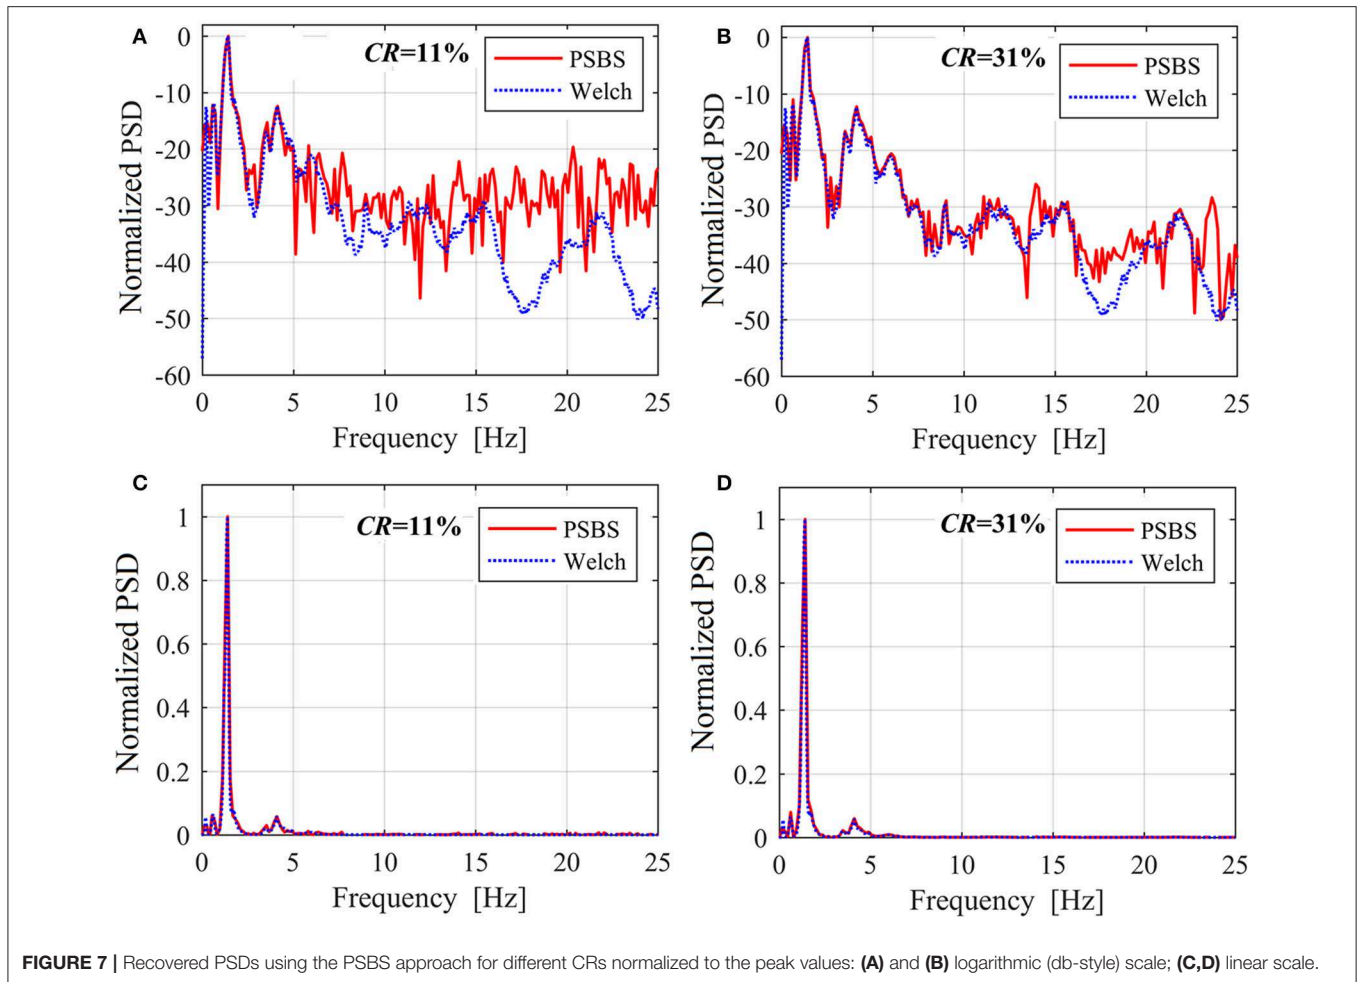 A
CR=11%
PSBS
Welch
Normalized PSD
0
-10
-20
-30
-40
-50
-60
0 5 10 15 20 25
Frequency [Hz]
B
CR=31%
PSBS
Welch
Normalized PSD
0
-10
-20
-30
-40
-50
-60
0 5 10 15 20 25
Frequency [Hz]
C
CR=11%
PSBS
Welch
Normalized PSD
1
0.8
0.6
0.4
0.2
0
0 5 10 15 20 25
Frequency [Hz]
D
CR=31%
PSBS
Welch
Normalized PSD
1
0.8
0.6
0.4
0.2
0
0 5 10 15 20 25
Frequency [Hz]
FIGURE 7 | Recovered PSDs using the PSBS approach for different CRs normalized to the peak values: (A) and (B) logarithmic (db-style) scale; (C,D) linear scale.